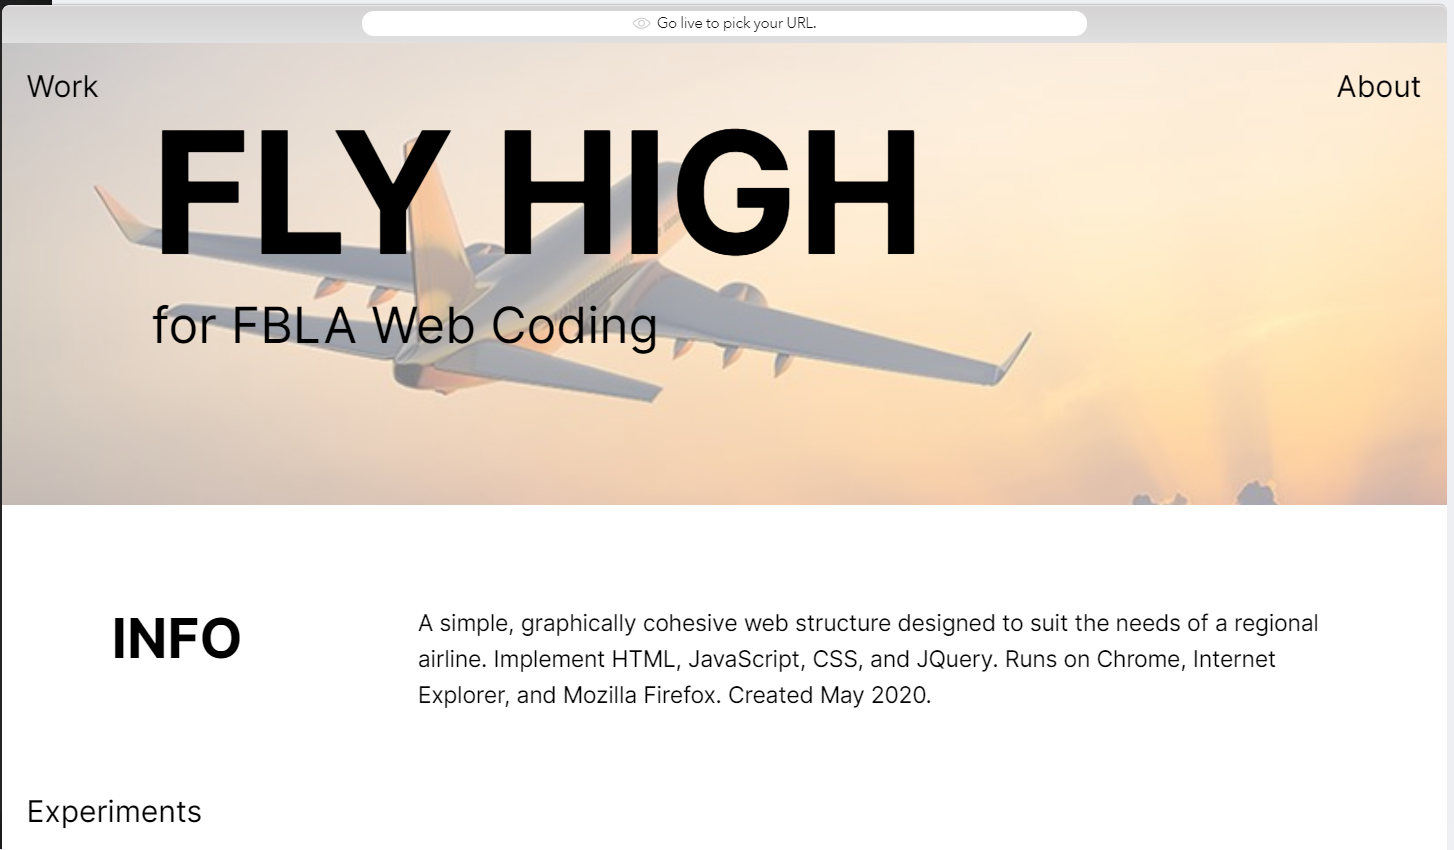 Go live to pick your URL.
Work
About
FLY HIGH
for FBLA Web Coding
INFO
A simple, graphically cohesive web structure designed to suit the needs of a regional
airline. Implement HTML, JavaScript, CSS, and JQuery. Runs on Chrome, Internet
Explorer, and Mozilla Firefox. Created May 2020.
Experiments